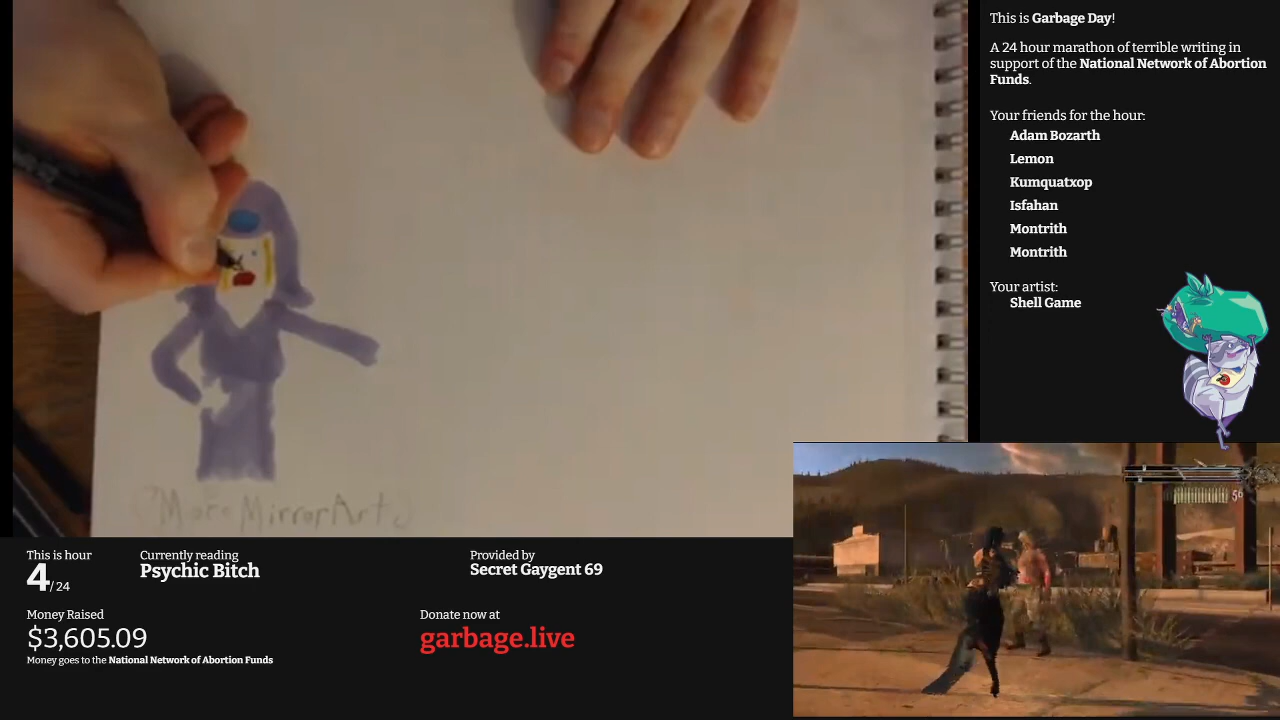 This is Garbage Day!
A 24 hour marathon of terrible writing in
support of the National Network of Abortion
Funds.
Your friends for the hour:
Adam Bozarth
Lemon
Kumquatxop
Isfahan
Montrith
Montrith
Your artist:
Shell Game
MoreMirrorArt
56
This is hour
4/24
Currently reading
Psychic Bitch
Provided by
Secret Gaygent 69
Money Raised
$3,605.09
Money goes to the National Network of Abortion Funds
Donate now at
garbage.live